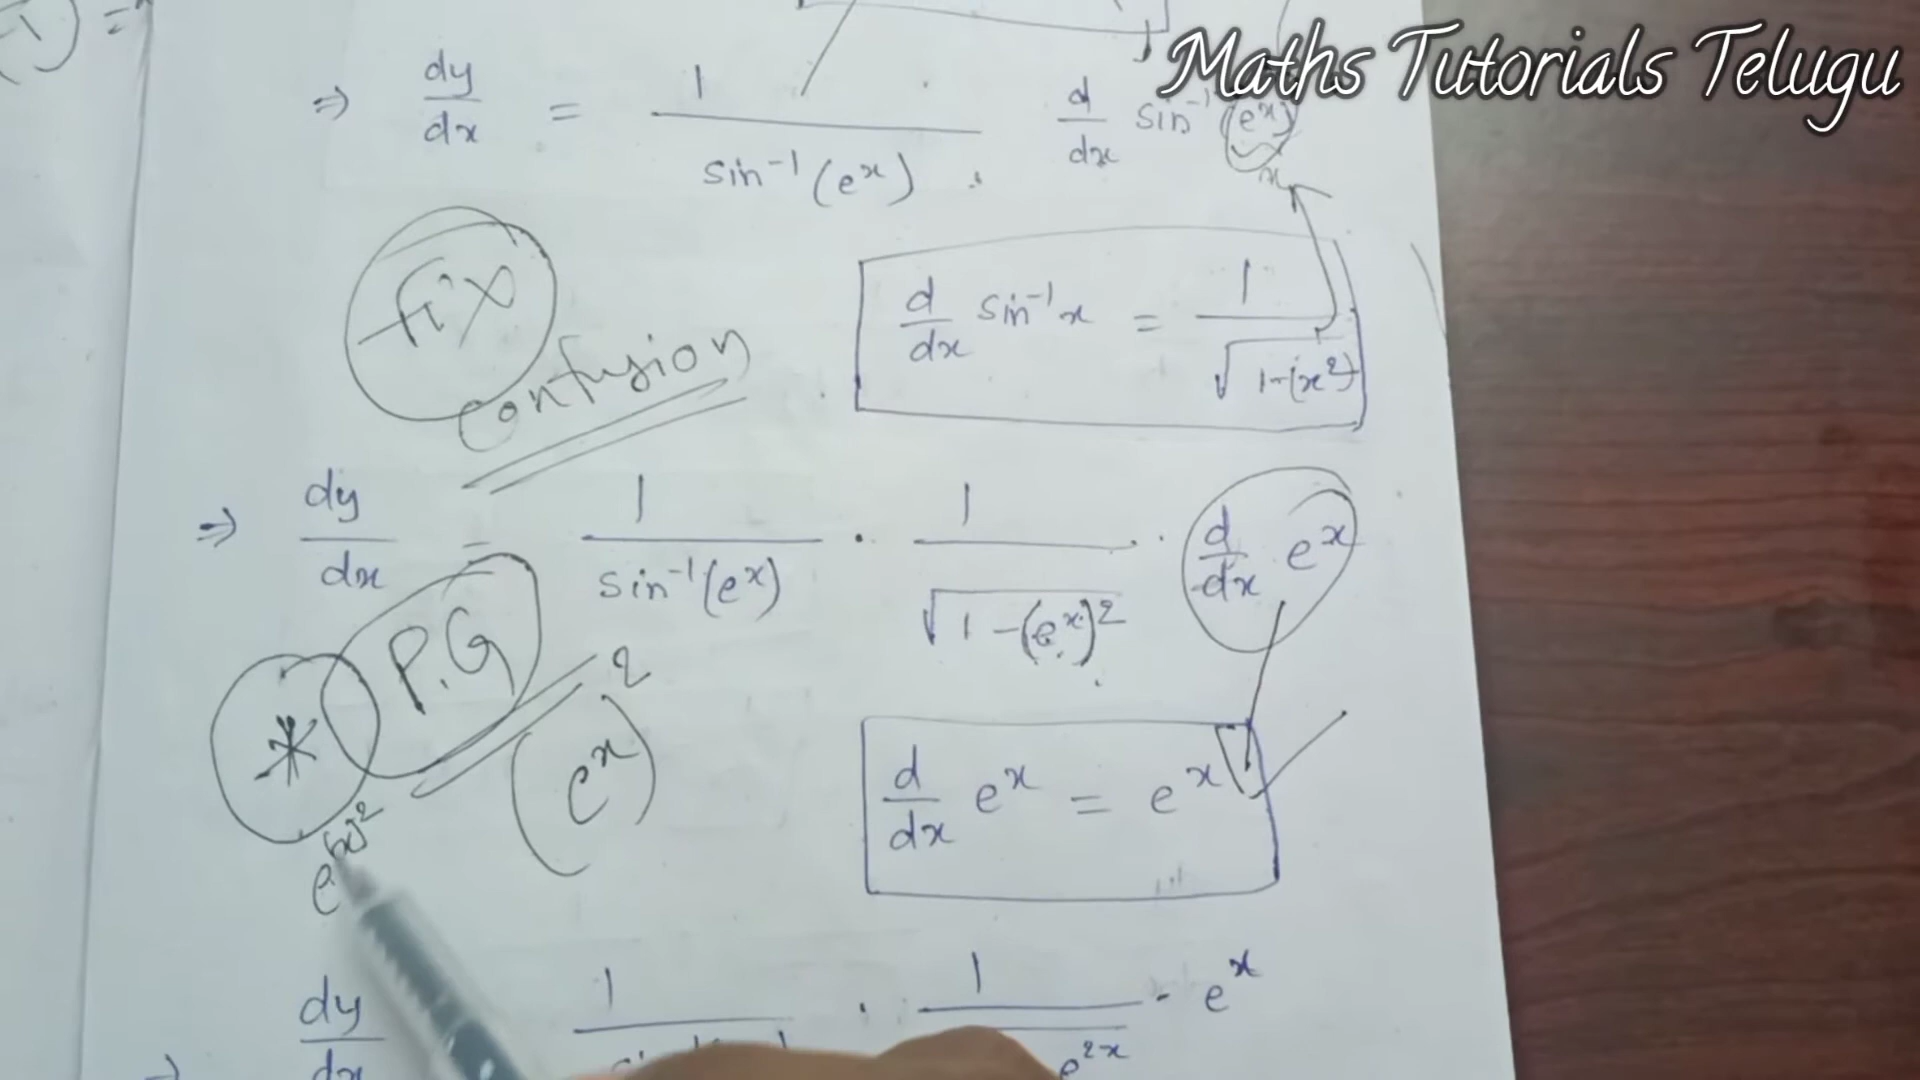 Maths Tutorials Telugu
⇒ dy/dx = 1/sin⁻¹(eˣ) . d/dx sin⁻¹(eˣ)
x
fix
confusion
d/dx sin⁻¹x = 1/√1-(x²)
⇒ dy/dx = 1/sin⁻¹(eˣ) · 1/√1-(eˣ)² · d/dx eˣ
* P.G
(eˣ)²
d/dx eˣ = eˣ
e⁽ˣ⁾²
dy/dx 1/ · 1/e²ˣ · eˣ